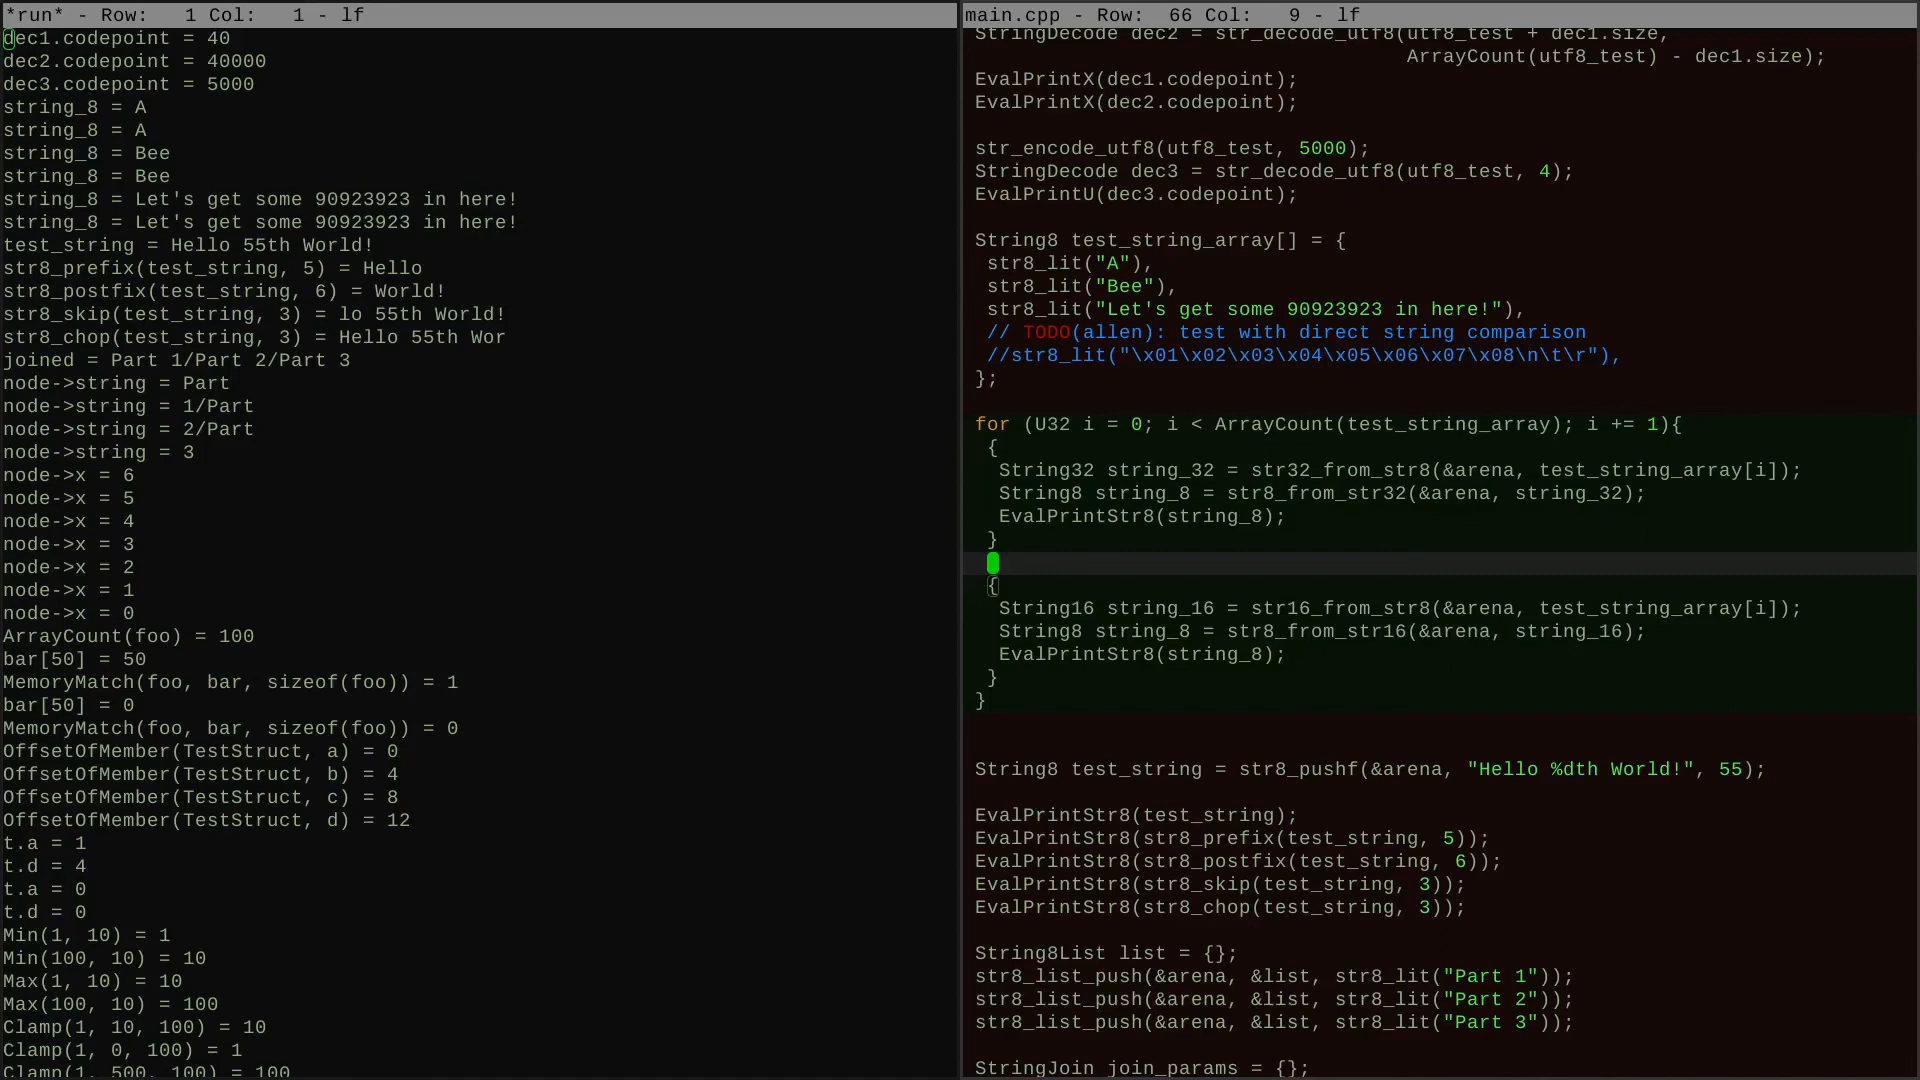 *run* - Row:   1 Col:   1 - lf
dec1.codepoint = 40
dec2.codepoint = 40000
dec3.codepoint = 5000
string_8 = A
string_8 = A
string_8 = Bee
string_8 = Bee
string_8 = Let's get some 90923923 in here!
string_8 = Let's get some 90923923 in here!
test_string = Hello 55th World!
str8_prefix(test_string, 5) = Hello
str8_postfix(test_string, 6) = World!
str8_skip(test_string, 3) = lo 55th World!
str8_chop(test_string, 3) = Hello 55th Wor
joined = Part 1/Part 2/Part 3
node->string = Part
node->string = 1/Part
node->string = 2/Part
node->string = 3
node->x = 6
node->x = 5
node->x = 4
node->x = 3
node->x = 2
node->x = 1
node->x = 0
ArrayCount(foo) = 100
bar[50] = 50
MemoryMatch(foo, bar, sizeof(foo)) = 1
bar[50] = 0
MemoryMatch(foo, bar, sizeof(foo)) = 0
OffsetOfMember(TestStruct, a) = 0
OffsetOfMember(TestStruct, b) = 4
OffsetOfMember(TestStruct, c) = 8
OffsetOfMember(TestStruct, d) = 12
t.a = 1
t.d = 4
t.a = 0
t.d = 0
Min(1, 10) = 1
Min(100, 10) = 10
Max(1, 10) = 10
Max(100, 10) = 100
Clamp(1, 10, 100) = 10
Clamp(1, 0, 100) = 1
Clamp(1, 500, 100) = 100
main.cpp - Row:  66 Col:   9 - lf
StringDecode dec2 = str_decode_utf8(utf8_test + dec1.size,
ArrayCount(utf8_test) - dec1.size);
EvalPrintX(dec1.codepoint);
EvalPrintX(dec2.codepoint);
str_encode_utf8(utf8_test, 5000);
StringDecode dec3 = str_decode_utf8(utf8_test, 4);
EvalPrintU(dec3.codepoint);
String8 test_string_array[] = {
str8_lit("A"),
str8_lit("Bee"),
str8_lit("Let's get some 90923923 in here!"),
// TODO(allen): test with direct string comparison
//str8_lit("\x01\x02\x03\x04\x05\x06\x07\x08\n\t\r"),
};
for (U32 i = 0; i < ArrayCount(test_string_array); i += 1){
{
String32 string_32 = str32_from_str8(&arena, test_string_array[i]);
String8 string_8 = str8_from_str32(&arena, string_32);
EvalPrintStr8(string_8);
}
{
String16 string_16 = str16_from_str8(&arena, test_string_array[i]);
String8 string_8 = str8_from_str16(&arena, string_16);
EvalPrintStr8(string_8);
}
}
String8 test_string = str8_pushf(&arena, "Hello %dth World!", 55);
EvalPrintStr8(test_string);
EvalPrintStr8(str8_prefix(test_string, 5));
EvalPrintStr8(str8_postfix(test_string, 6));
EvalPrintStr8(str8_skip(test_string, 3));
EvalPrintStr8(str8_chop(test_string, 3));
String8List list = {};
str8_list_push(&arena, &list, str8_lit("Part 1"));
str8_list_push(&arena, &list, str8_lit("Part 2"));
str8_list_push(&arena, &list, str8_lit("Part 3"));
StringJoin join_params = {};